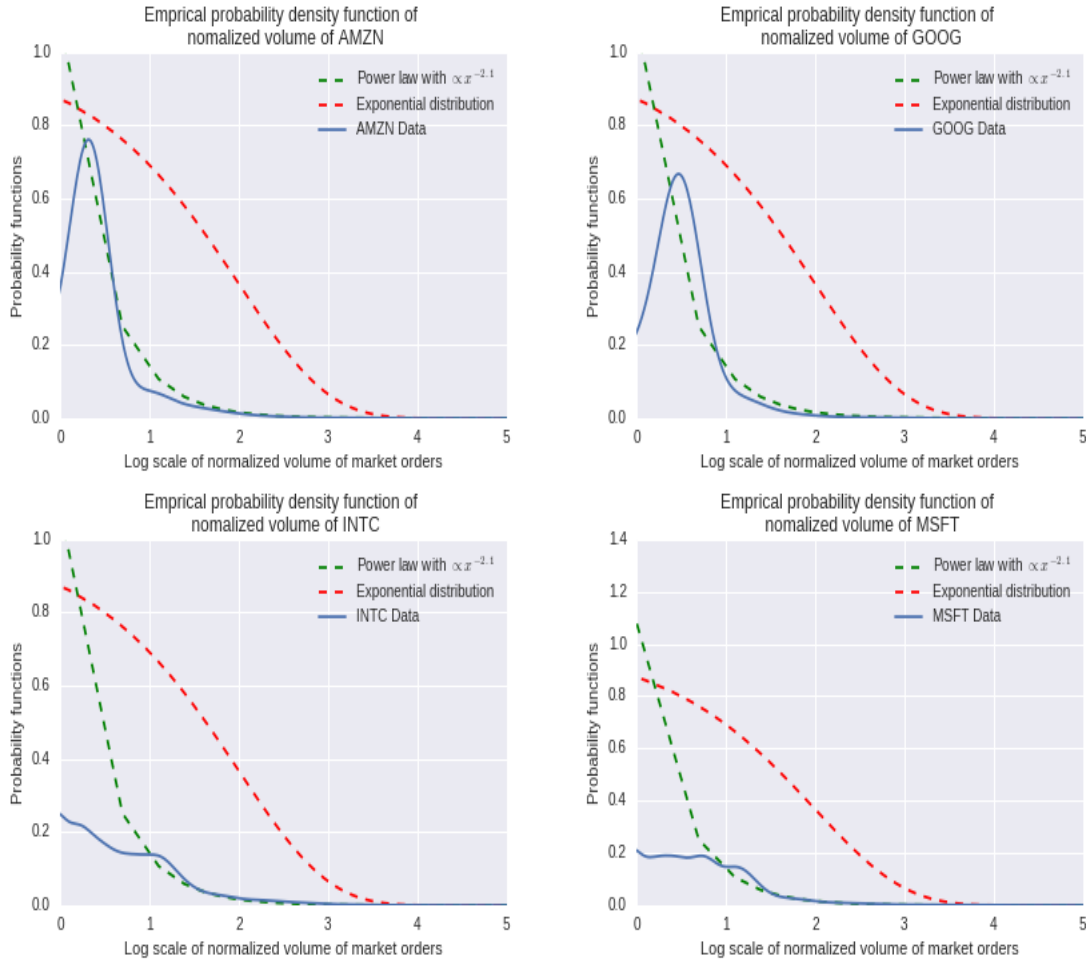 Emprical probability density function of
nomalized volume of AMZN
1.0
0.8
0.6
0.4
0.2
0.0
Probability functions
Power law with ∝x^{-2.1}
Exponential distribution
AMZN Data
0 1 2 3 4 5
Log scale of normalized volume of market orders
Emprical probability density function of
nomalized volume of GOOG
1.0
0.8
0.6
0.4
0.2
0.0
Probability functions
Power law with ∝x^{-2.1}
Exponential distribution
GOOG Data
0 1 2 3 4 5
Log scale of normalized volume of market orders
Emprical probability density function of
nomalized volume of INTC
1.0
0.8
0.6
0.4
0.2
0.0
Probability functions
Power law with ∝x^{-2.1}
Exponential distribution
INTC Data
0 1 2 3 4 5
Log scale of normalized volume of market orders
Emprical probability density function of
nomalized volume of MSFT
1.4
1.2
1.0
0.8
0.6
0.4
0.2
0.0
Probability functions
Power law with ∝x^{-2.1}
Exponential distribution
MSFT Data
0 1 2 3 4 5
Log scale of normalized volume of market orders